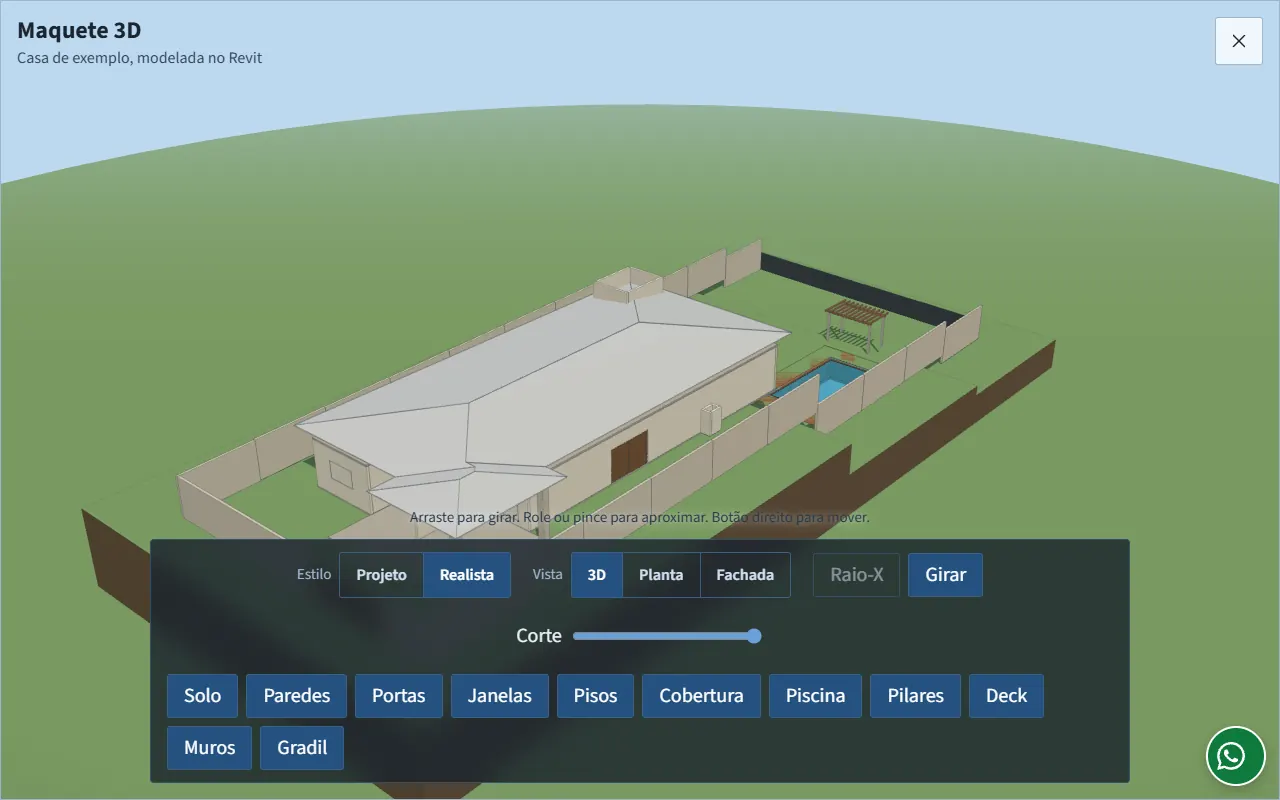 Maquete 3D
Casa de exemplo, modelada no Revit
Arraste para girar. Role ou pince para aproximar. Botão direito para mover.
Estilo Projeto Realista Vista 3D Planta Fachada Raio-X Girar
Corte
Solo Paredes Portas Janelas Pisos Cobertura Piscina Pilares Deck
Muros Gradil